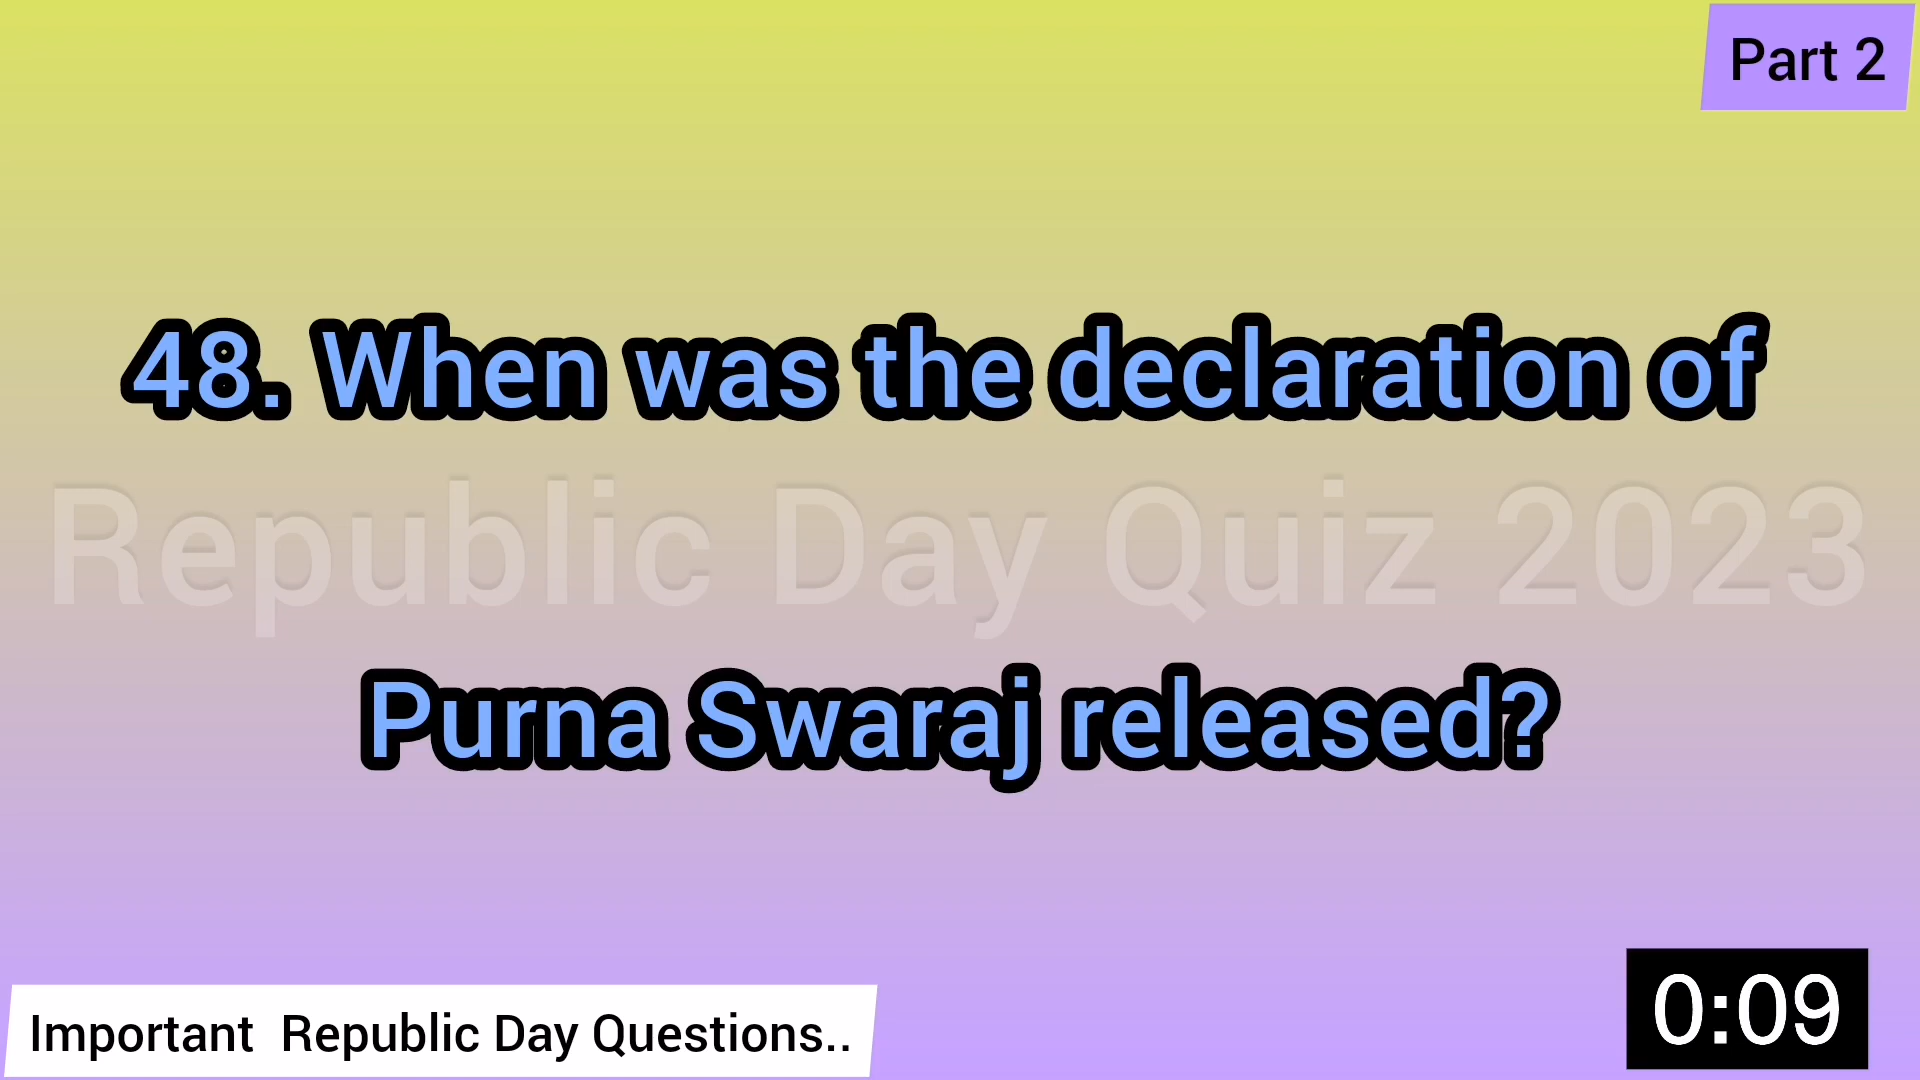 Part 2
48. When was the declaration of
Republic Day Quiz 2023
Purna Swaraj released?
Important  Republic Day Questions..
0:09